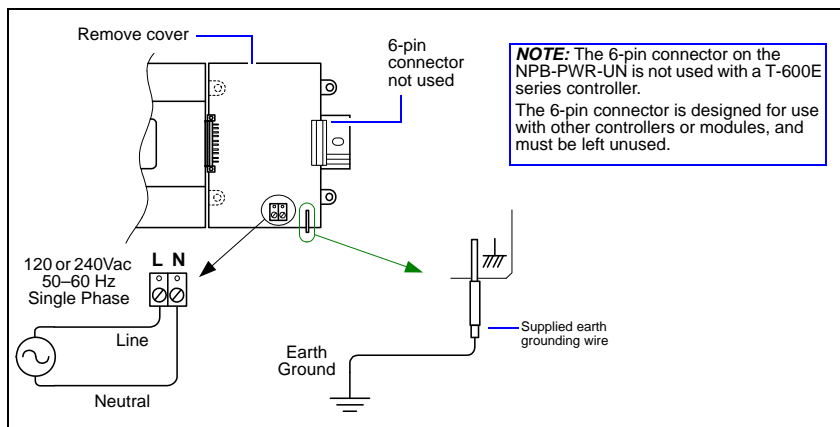 Remove cover
6-pin
connector
not used
NOTE: The 6-pin connector on the
NPB-PWR-UN is not used with a T-600E
series controller.
The 6-pin connector is designed for use
with other controllers or modules, and
must be left unused.
120 or 240Vac
50–60 Hz
Single Phase
L N
Line
Neutral
Earth
Ground
Supplied earth
grounding wire